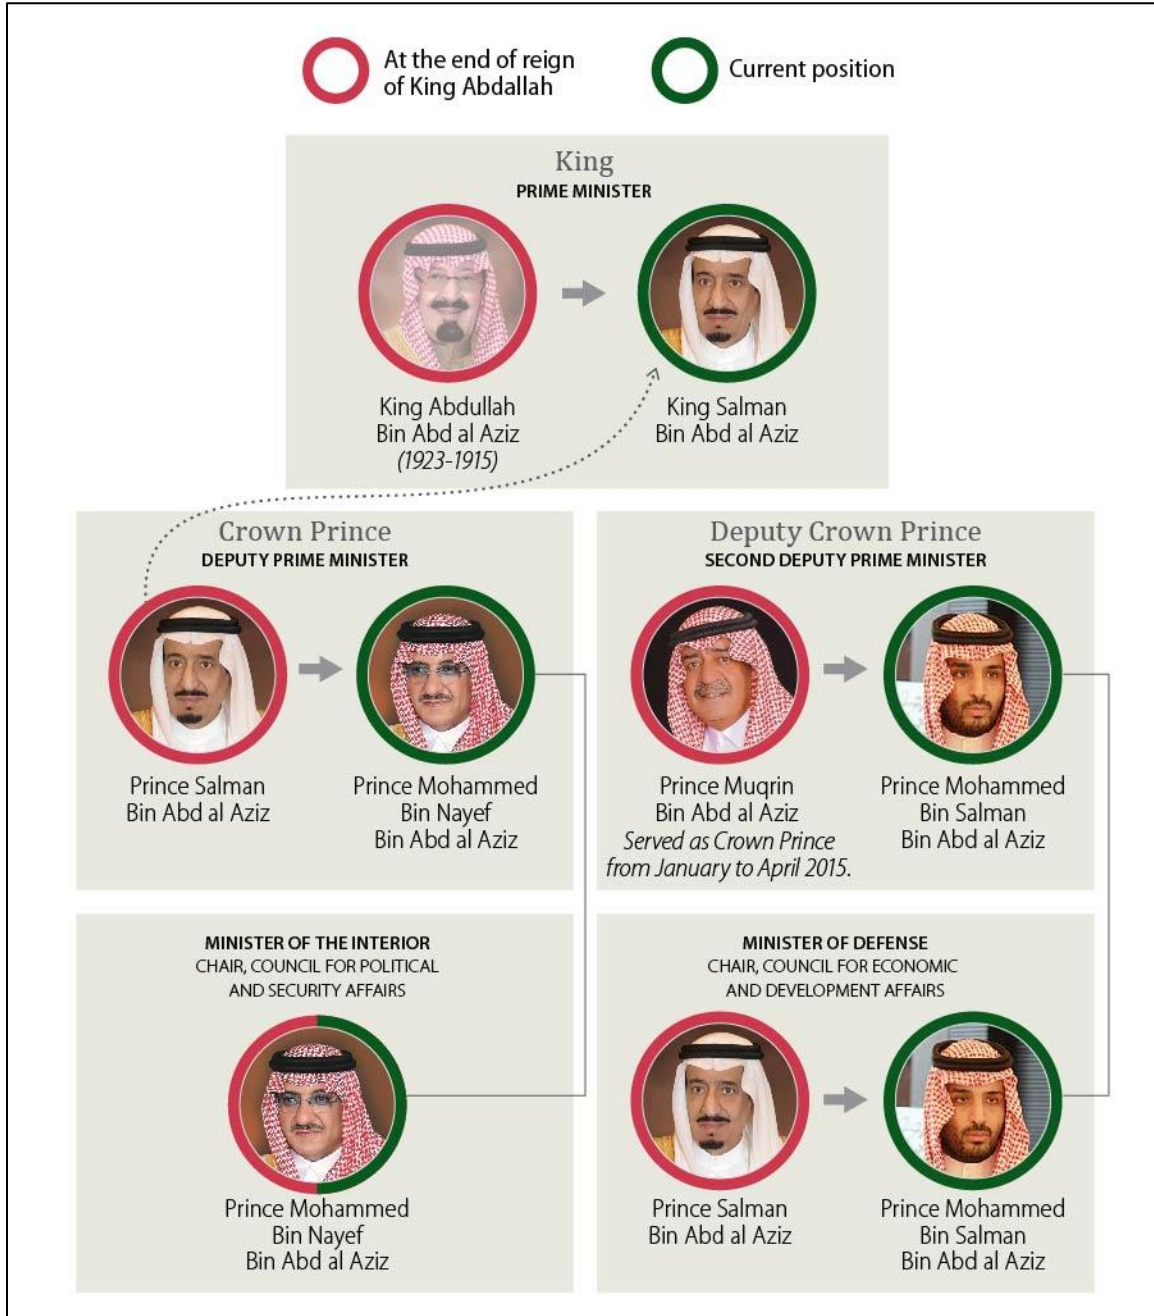 At the end of reign
of King Abdallah
Current position
King
PRIME MINISTER
King Abdullah
Bin Abd al Aziz
(1923-1915)
King Salman
Bin Abd al Aziz
Crown Prince
DEPUTY PRIME MINISTER
Prince Salman
Bin Abd al Aziz
Prince Mohammed
Bin Nayef
Bin Abd al Aziz
Deputy Crown Prince
SECOND DEPUTY PRIME MINISTER
Prince Muqrin
Bin Abd al Aziz
Served as Crown Prince
from January to April 2015.
Prince Mohammed
Bin Salman
Bin Abd al Aziz
MINISTER OF THE INTERIOR
CHAIR, COUNCIL FOR POLITICAL
AND SECURITY AFFAIRS
Prince Mohammed
Bin Nayef
Bin Abd al Aziz
MINISTER OF DEFENSE
CHAIR, COUNCIL FOR ECONOMIC
AND DEVELOPMENT AFFAIRS
Prince Salman
Bin Abd al Aziz
Prince Mohammed
Bin Salman
Bin Abd al Aziz